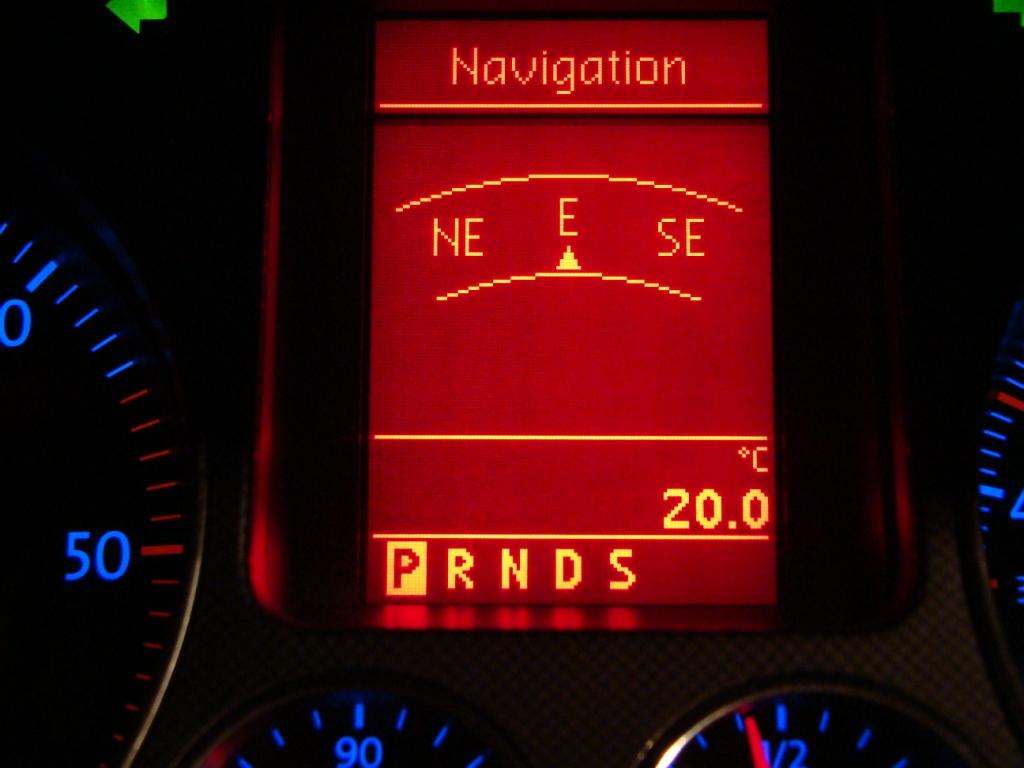 Navigation
NE E SE
°C
20.0
P R N D S
50
90
1/2